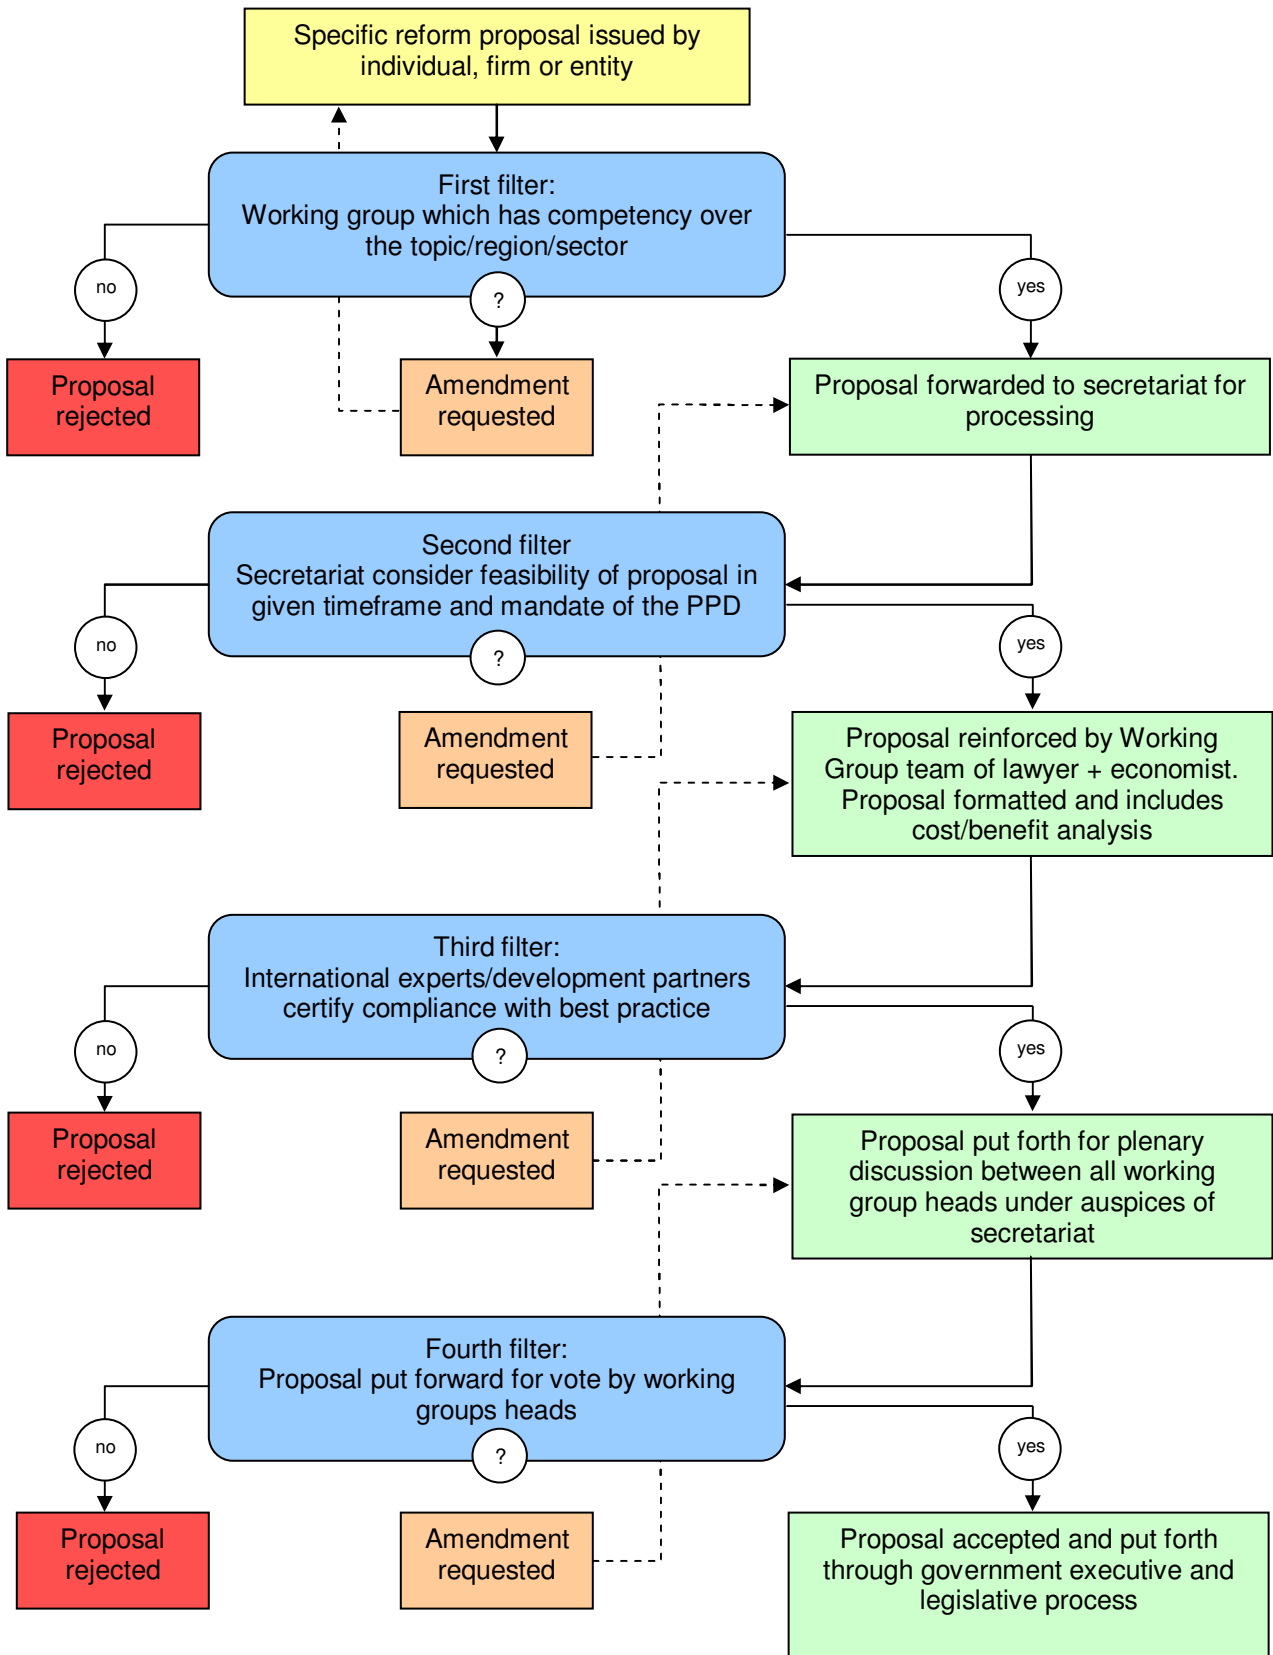 Specific reform proposal issued by
individual, firm or entity
First filter:
Working group which has competency over
the topic/region/sector
no
?
yes
Proposal
rejected
Amendment
requested
Proposal forwarded to secretariat for
processing
Second filter
Secretariat consider feasibility of proposal in
given timeframe and mandate of the PPD
no
?
yes
Proposal
rejected
Amendment
requested
Proposal reinforced by Working
Group team of lawyer + economist.
Proposal formatted and includes
cost/benefit analysis
Third filter:
International experts/development partners
certify compliance with best practice
no
?
yes
Proposal
rejected
Amendment
requested
Proposal put forth for plenary
discussion between all working
group heads under auspices of
secretariat
Fourth filter:
Proposal put forward for vote by working
groups heads
no
?
yes
Proposal
rejected
Amendment
requested
Proposal accepted and put forth
through government executive and
legislative process